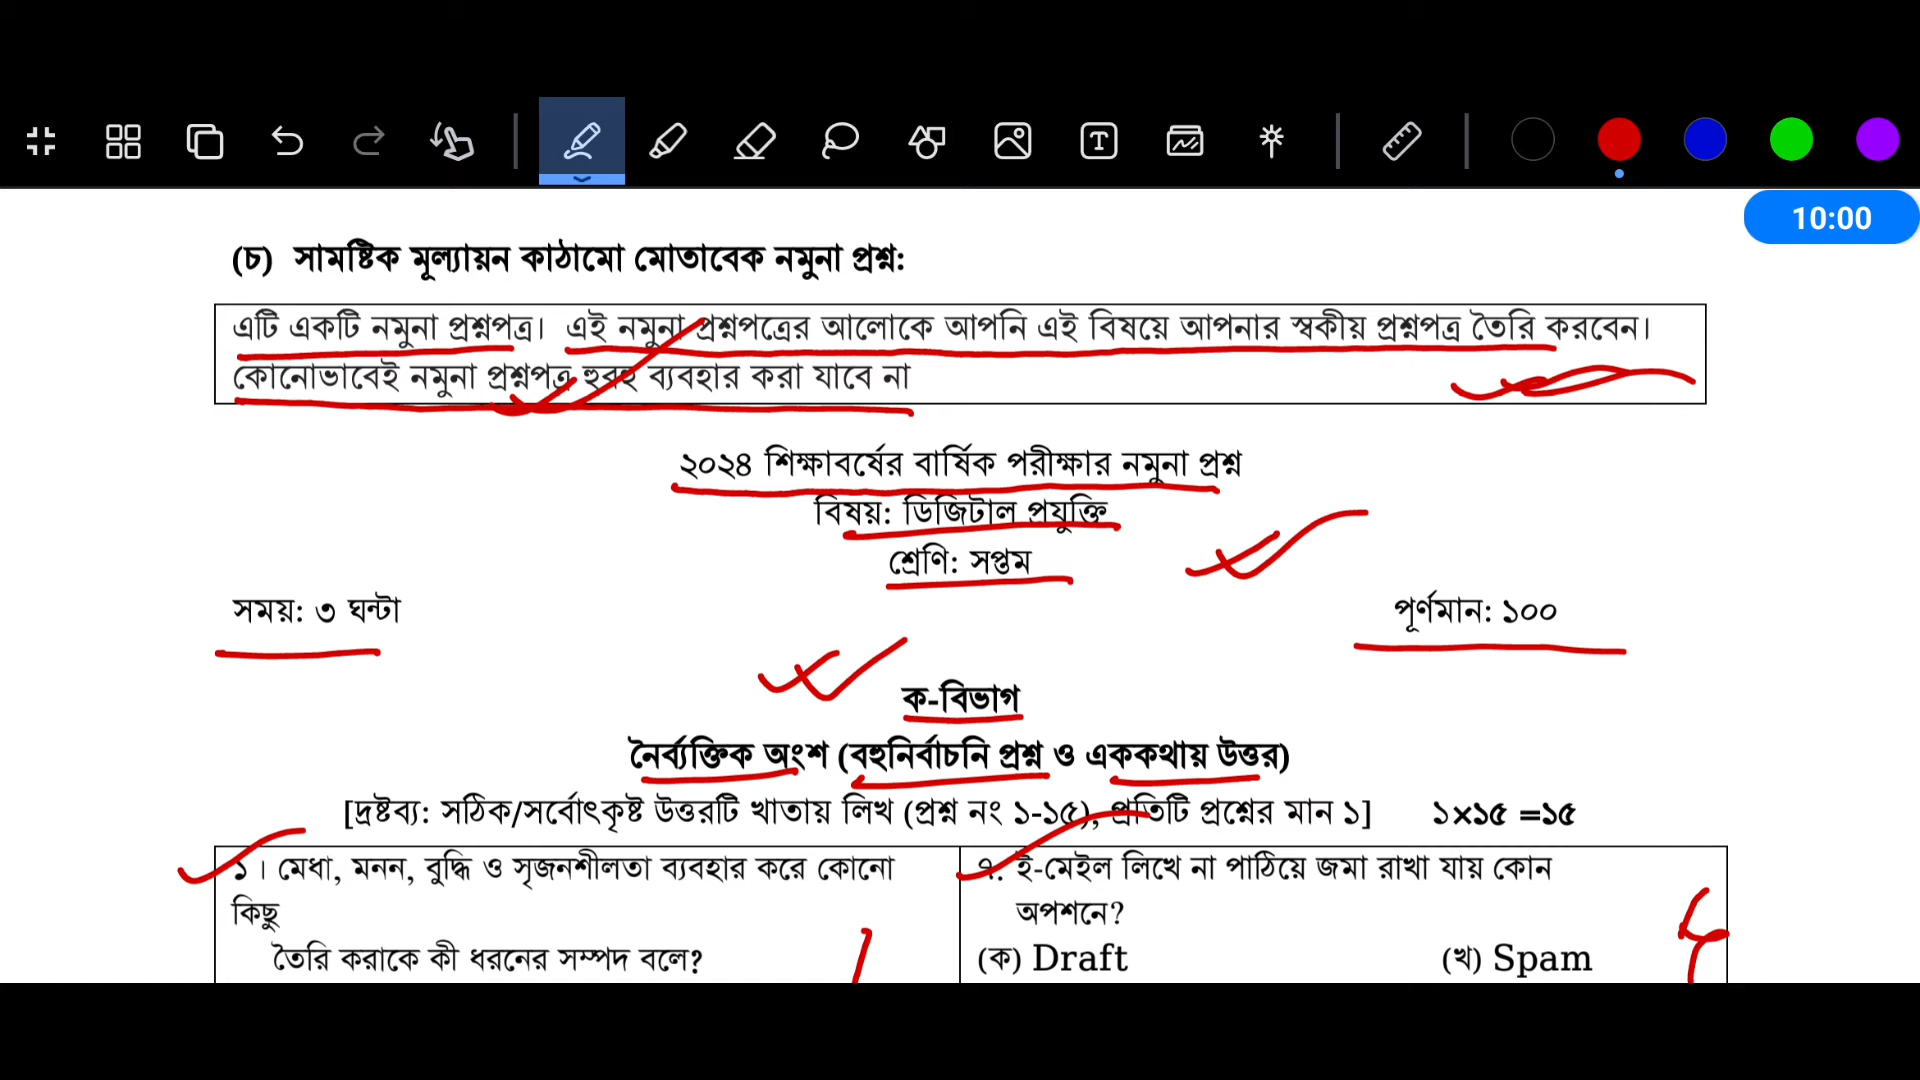 10:00
(চ) সামষ্টিক মূল্যায়ন কাঠামো মোতাবেক নমুনা প্রশ্ন:
এটি একটি নমুনা প্রশ্নপত্র। এই নমুনা প্রশ্নপত্রের আলোকে আপনি এই বিষয়ে আপনার স্বকীয় প্রশ্নপত্র তৈরি করবেন।
কোনোভাবেই নমুনা প্রশ্নপত্র হুবহু ব্যবহার করা যাবে না
২০২৪ শিক্ষাবর্ষের বার্ষিক পরীক্ষার নমুনা প্রশ্ন
বিষয়: ডিজিটাল প্রযুক্তি
শ্রেণি: সপ্তম
সময়: ৩ ঘন্টা
পূর্ণমান: ১০০
ক-বিভাগ
নৈর্ব্যক্তিক অংশ (বহুনির্বাচনি প্রশ্ন ও এককথায় উত্তর)
[দ্রষ্টব্য: সঠিক/সর্বোৎকৃষ্ট উত্তরটি খাতায় লিখ (প্রশ্ন নং ১-১৫), প্রতিটি প্রশ্নের মান ১] ১×১৫ =১৫
১। মেধা, মনন, বুদ্ধি ও সৃজনশীলতা ব্যবহার করে কোনো
কিছু
তৈরি করাকে কী ধরনের সম্পদ বলে?
৭. ই-মেইল লিখে না পাঠিয়ে জমা রাখা যায় কোন
অপশনে?
(ক) Draft (খ) Spam